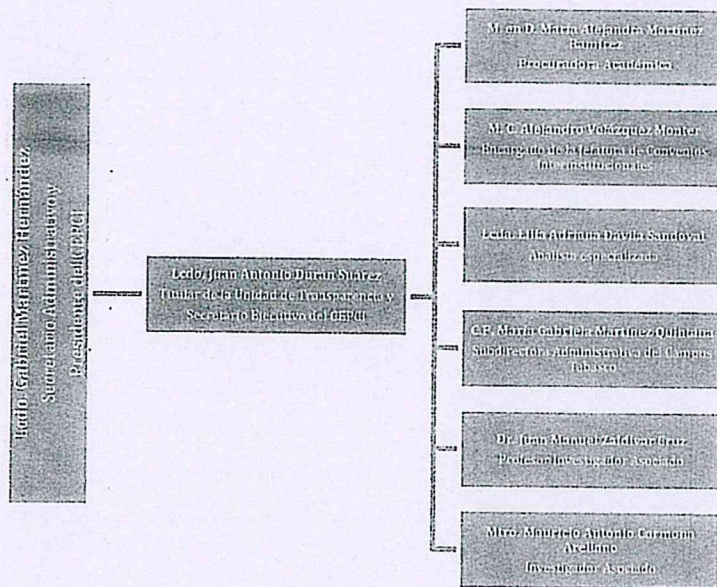 Lcdo. Gabriel Martínez Hernández
Secretario Administrativo y
Presidente del CEPCI
Lcdo. Juan Antonio Durán Suárez
Titular de la Unidad de Transparencia y
Secretario Ejecutivo del CEPCI
M. en D. María Alejandra Martínez
Ramírez
Procuradora Académica
M. C. Alejandro Velázquez Monter
Encargado de la Jefatura de Convenios
Interinstitucionales
Lcda. Lilia Adriana Dávila Sandoval
Analista especializada
C.P. María Gabriela Martínez Quintana
Subdirectora Administrativa del Campus
Tabasco
Dr. Juan Manuel Zaldívar Cruz
Profesor Investigador Asociado
Mtro. Mauricio Antonio Carmona
Arellano
Investigador Asociado